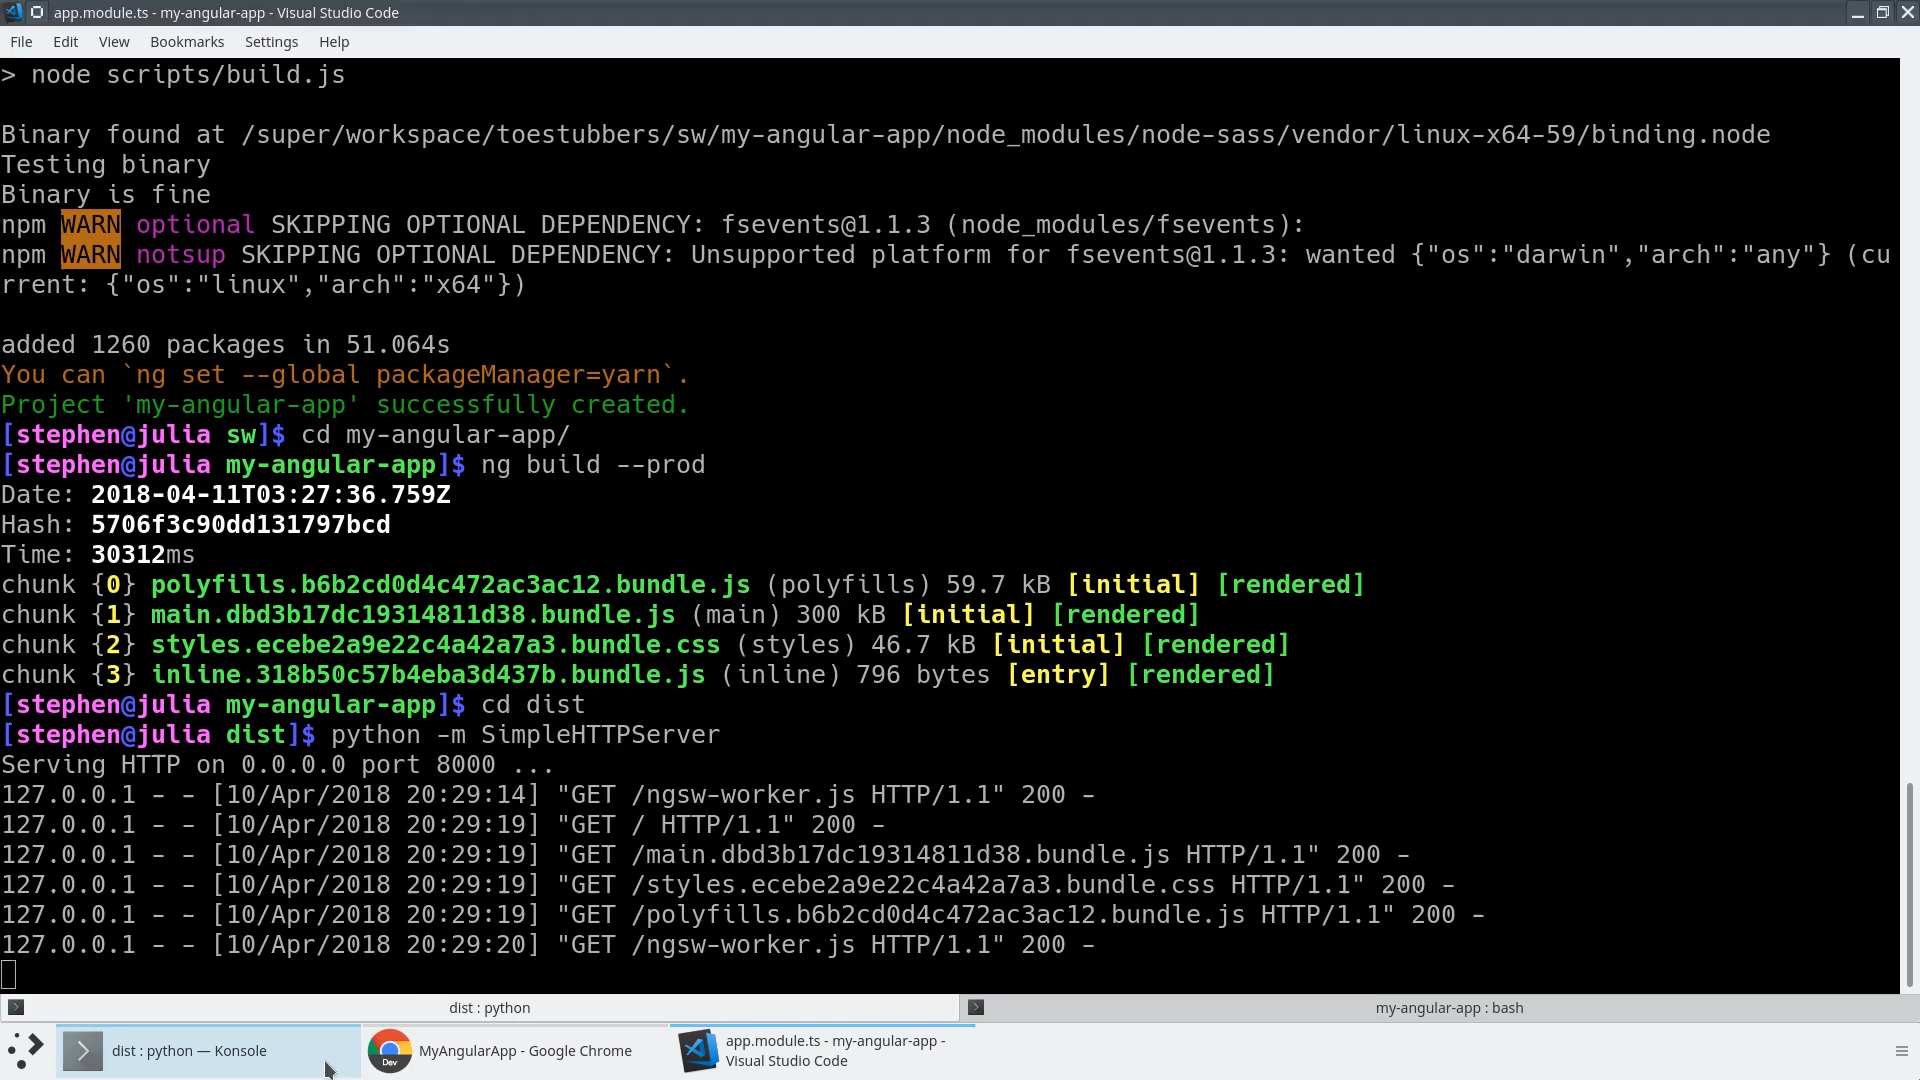 app.module.ts - my-angular-app - Visual Studio Code
File Edit View Bookmarks Settings Help
> node scripts/build.js
Binary found at /super/workspace/toestubbers/sw/my-angular-app/node_modules/node-sass/vendor/linux-x64-59/binding.node
Testing binary
Binary is fine
npm WARN optional SKIPPING OPTIONAL DEPENDENCY: fsevents@1.1.3 (node_modules/fsevents):
npm WARN notsup SKIPPING OPTIONAL DEPENDENCY: Unsupported platform for fsevents@1.1.3: wanted {"os":"darwin","arch":"any"} (cu
rrent: {"os":"linux","arch":"x64"})
added 1260 packages in 51.064s
You can `ng set --global packageManager=yarn`.
Project 'my-angular-app' successfully created.
[stephen@julia sw]$ cd my-angular-app/
[stephen@julia my-angular-app]$ ng build --prod
Date: 2018-04-11T03:27:36.759Z
Hash: 5706f3c90dd131797bcd
Time: 30312ms
chunk {0} polyfills.b6b2cd0d4c472ac3ac12.bundle.js (polyfills) 59.7 kB [initial] [rendered]
chunk {1} main.dbd3b17dc19314811d38.bundle.js (main) 300 kB [initial] [rendered]
chunk {2} styles.ecebe2a9e22c4a42a7a3.bundle.css (styles) 46.7 kB [initial] [rendered]
chunk {3} inline.318b50c57b4eba3d437b.bundle.js (inline) 796 bytes [entry] [rendered]
[stephen@julia my-angular-app]$ cd dist
[stephen@julia dist]$ python -m SimpleHTTPServer
Serving HTTP on 0.0.0.0 port 8000 ...
127.0.0.1 - - [10/Apr/2018 20:29:14] "GET /ngsw-worker.js HTTP/1.1" 200 -
127.0.0.1 - - [10/Apr/2018 20:29:19] "GET / HTTP/1.1" 200 -
127.0.0.1 - - [10/Apr/2018 20:29:19] "GET /main.dbd3b17dc19314811d38.bundle.js HTTP/1.1" 200 -
127.0.0.1 - - [10/Apr/2018 20:29:19] "GET /styles.ecebe2a9e22c4a42a7a3.bundle.css HTTP/1.1" 200 -
127.0.0.1 - - [10/Apr/2018 20:29:19] "GET /polyfills.b6b2cd0d4c472ac3ac12.bundle.js HTTP/1.1" 200 -
127.0.0.1 - - [10/Apr/2018 20:29:20] "GET /ngsw-worker.js HTTP/1.1" 200 -
dist : python my-angular-app : bash
dist : python — Konsole
Dev
MyAngularApp - Google Chrome
app.module.ts - my-angular-app -
Visual Studio Code